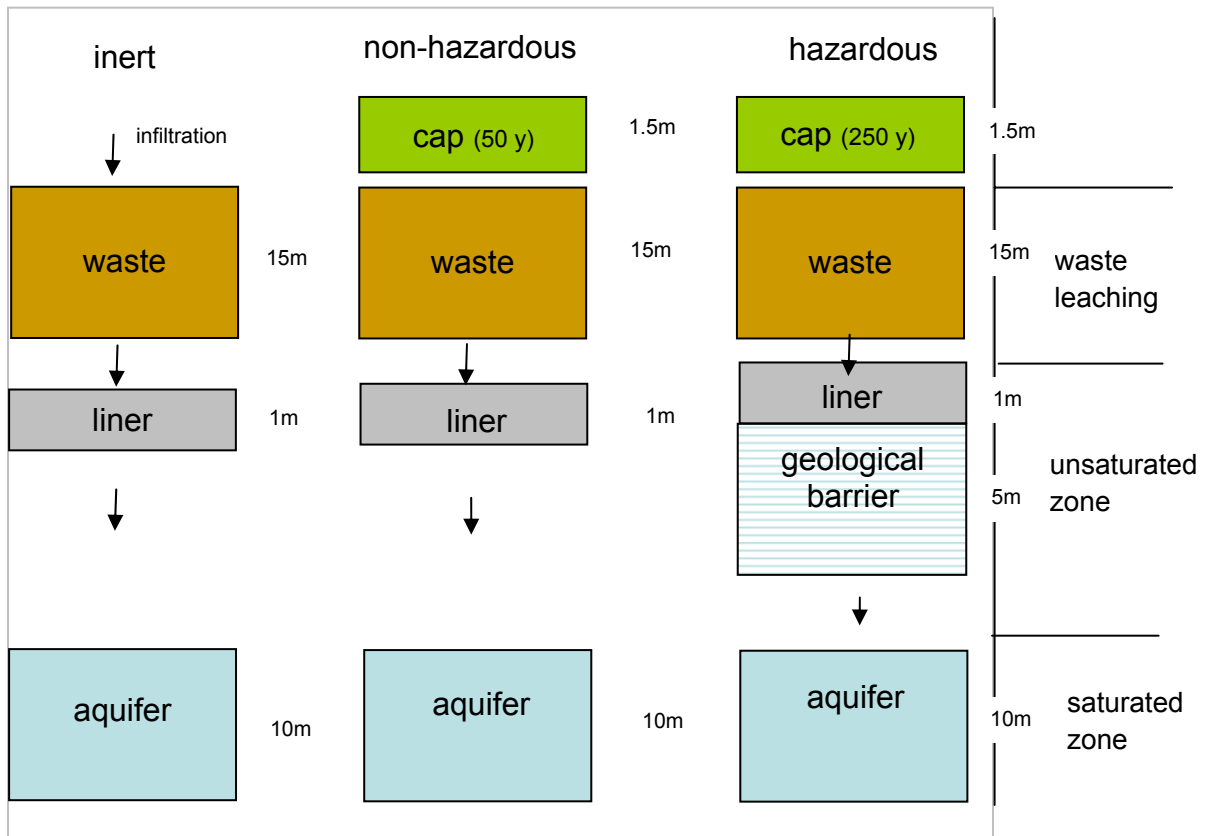 inert
non-hazardous
hazardous
infiltration
cap (50 y)
1.5m
cap (250 y)
1.5m
waste
15m
waste
15m
waste
15m
waste
leaching
liner
1m
liner
1m
liner
1m
geological
barrier
5m
unsaturated
zone
aquifer
10m
aquifer
10m
aquifer
10m
saturated
zone